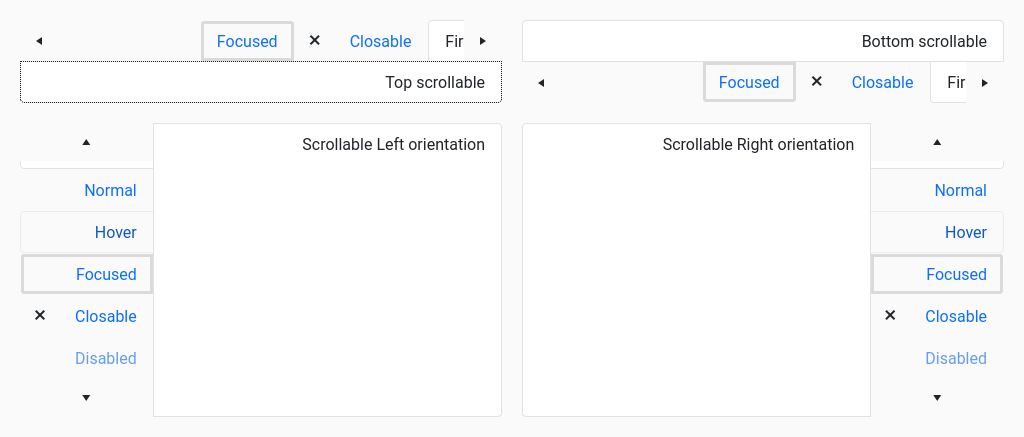 Focused ✕ Closable Fir
Top scrollable
Bottom scrollable
Focused ✕ Closable Fir
Scrollable Left orientation
Normal
Hover
Focused
✕ Closable
Disabled
Scrollable Right orientation
Normal
Hover
Focused
✕ Closable
Disabled